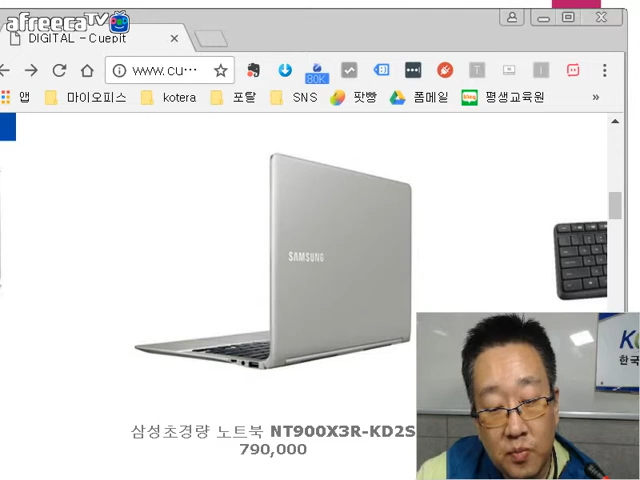 afreecaTV
DIGITAL - Cuepit
www.cu…
80K
앱 마이오피스 kotera 포탈 SNS 팟빵 폼메일 blog 평생교육원 »
SAMSUNG
한국
삼성초경량 노트북 NT900X3R-KD2S
790,000